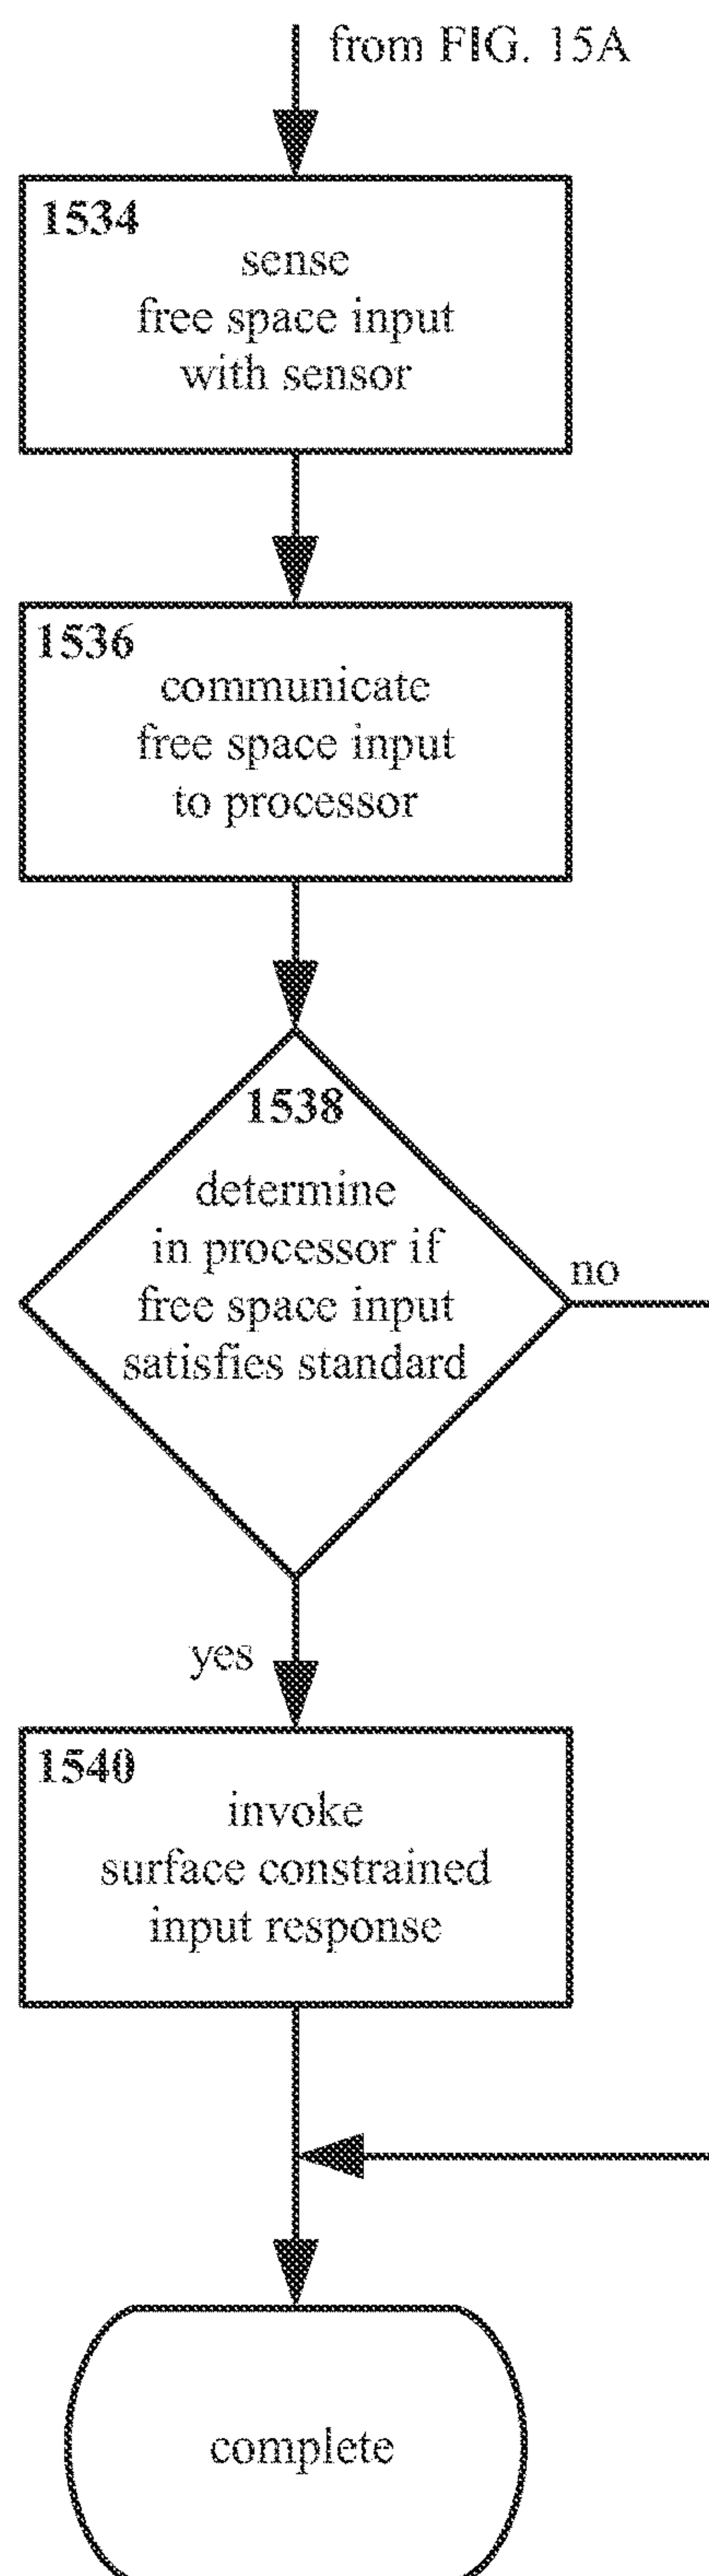 from FIG. 15A
1534
sense
free space input
with sensor
1536
communicate
free space input
to processor
1538
determine
in processor if
free space input
satisfies standard
no
yes
1540
invoke
surface constrained
input response
complete